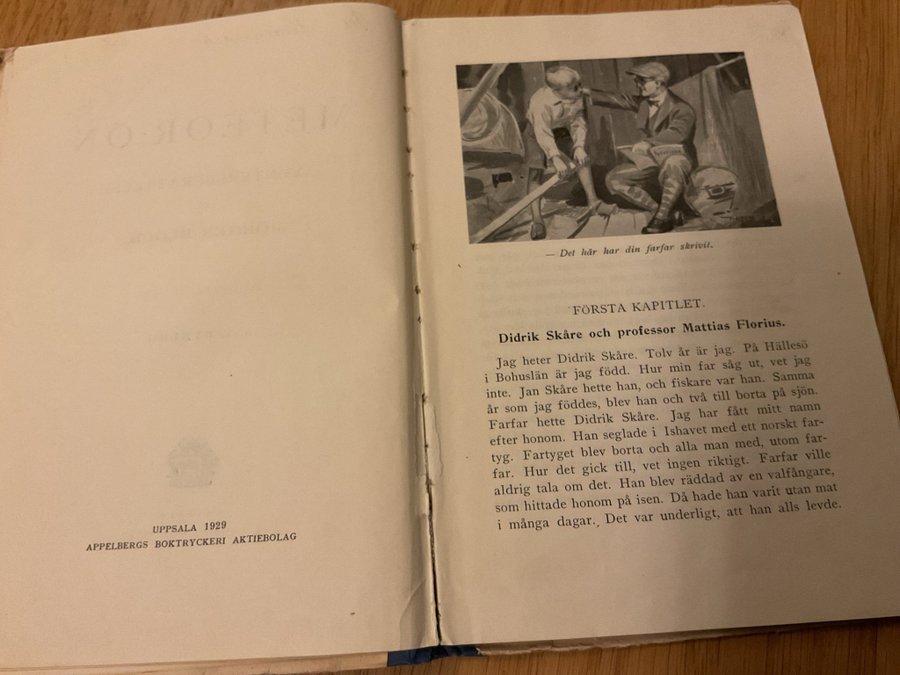 UPPSALA 1929
APPELBERGS BOKTRYCKERI AKTIEBOLAG
— Det här har din farfar skrivit.
FÖRSTA KAPITLET.
Didrik Skåre och professor Mattias Florius.
Jag heter Didrik Skåre. Tolv år är jag. På Hällesö
i Bohuslän är jag född. Hur min far såg ut, vet jag
inte. Jan Skåre hette han, och fiskare var han. Samma
år som jag föddes, blev han och två till borta på sjön.
Farfar hette Didrik Skåre. Jag har fått mitt namn
efter honom. Han seglade i Ishavet med ett norskt far-
tyg. Fartyget blev borta och alla man med, utom far-
far. Hur det gick till, vet ingen riktigt. Farfar ville
aldrig tala om det. Han blev räddad av en valfångare,
som hittade honom på isen. Då hade han varit utan mat
i många dagar. Det var underligt, att han alls levde.